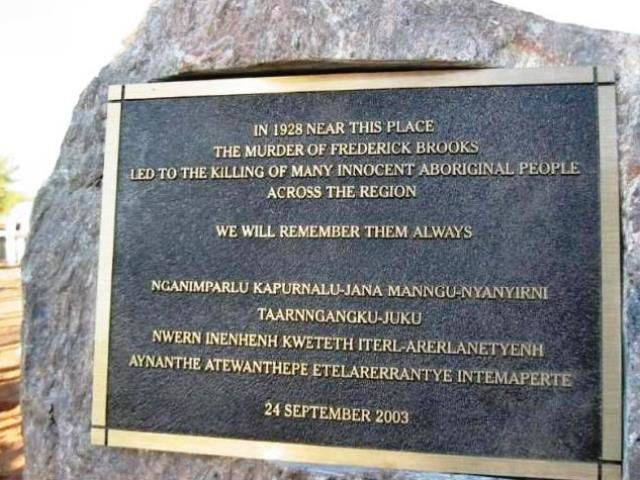 IN 1928 NEAR THIS PLACE
THE MURDER OF FREDERICK BROOKS
LED TO THE KILLING OF MANY INNOCENT ABORIGINAL PEOPLE
ACROSS THE REGION
WE WILL REMEMBER THEM ALWAYS
NGANIMPARLU KAPURNALU-JANA MANNGU-NYANYIRNI
TAARNNGANGKU-JUKU
NWERN INENHENH KWETETH ITERL-ARERLANETYENH
AYNANTHE ATEWANTHEPE ETELARERRANTYE INTEMAPERTE
24 SEPTEMBER 2003